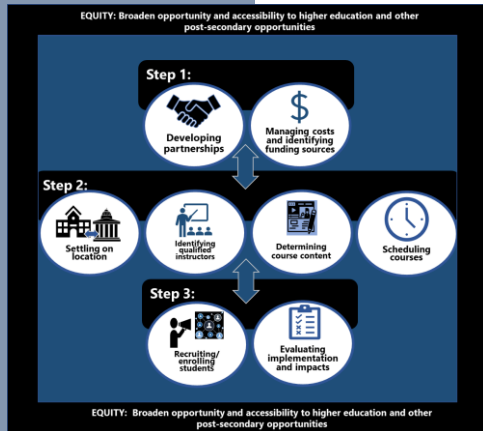 EQUITY: Broaden opportunity and accessibility to higher education and other
post-secondary opportunities
Step 1:
Developing
partnerships
$
Managing costs
and identifying
funding sources
Step 2:
Settling on
location
Identifying
qualified
instructors
Determining
course content
Scheduling
courses
Step 3:
Recruiting/
enrolling
students
Evaluating
implementation
and impacts
EQUITY: Broaden opportunity and accessibility to higher education and other
post-secondary opportunities